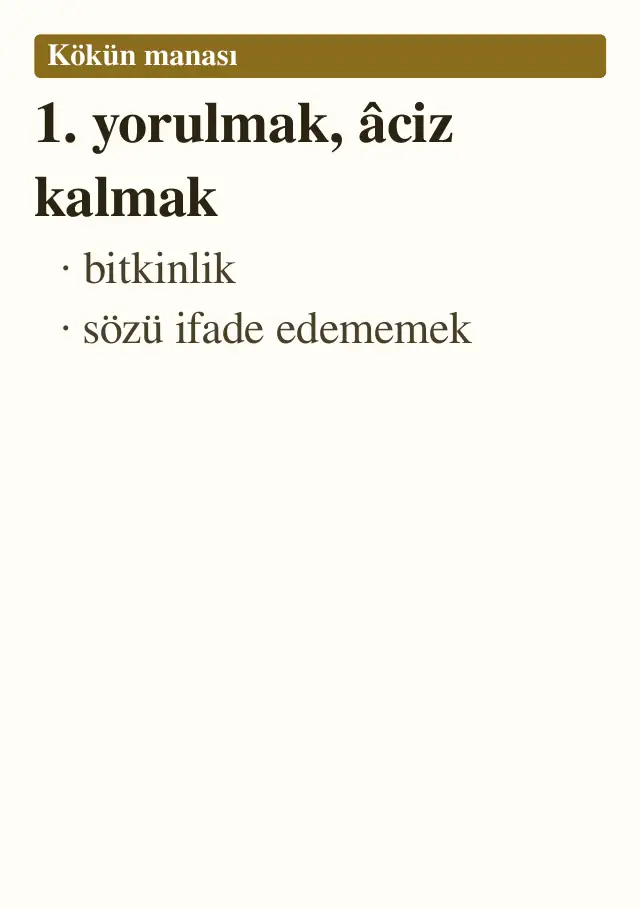 Kökün manası
1. yorulmak, âciz
kalmak
· bitkinlik
· sözü ifade edememek